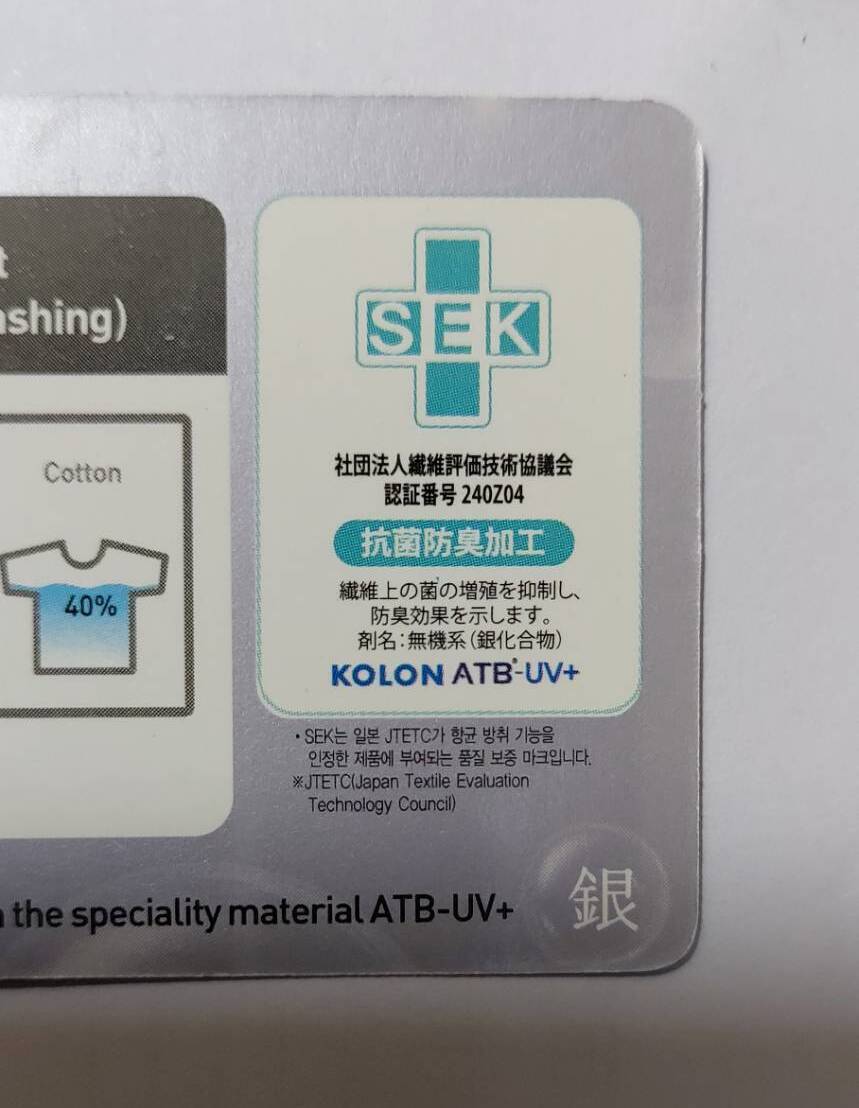 t
ashing)
Cotton
40%
SEK
社団法人繊維評価技術協議会
認証番号 240Z04
抗菌防臭加工
繊維上の菌の増殖を抑制し、
防臭効果を示します。
剤名：無機系（銀化合物）
KOLON ATB®-UV+
• SEK는 일본 JTETC가 항균 방취 기능을
인정한 제품에 부여되는 품질 보증 마크입니다.
※JTETC(Japan Textile Evaluation
Technology Council)
the speciality material ATB-UV+
銀